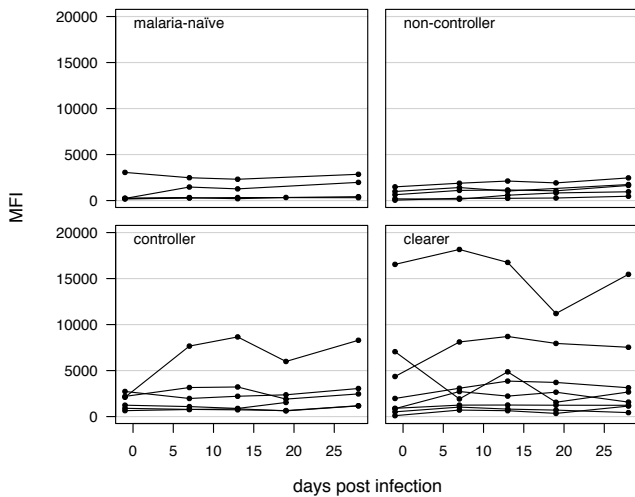 malaria-naïve
non-controller
20000
15000
10000
5000
0
MFI
controller
clearer
20000
15000
10000
5000
0
0 5 10 15 20 25
0 5 10 15 20 25
days post infection